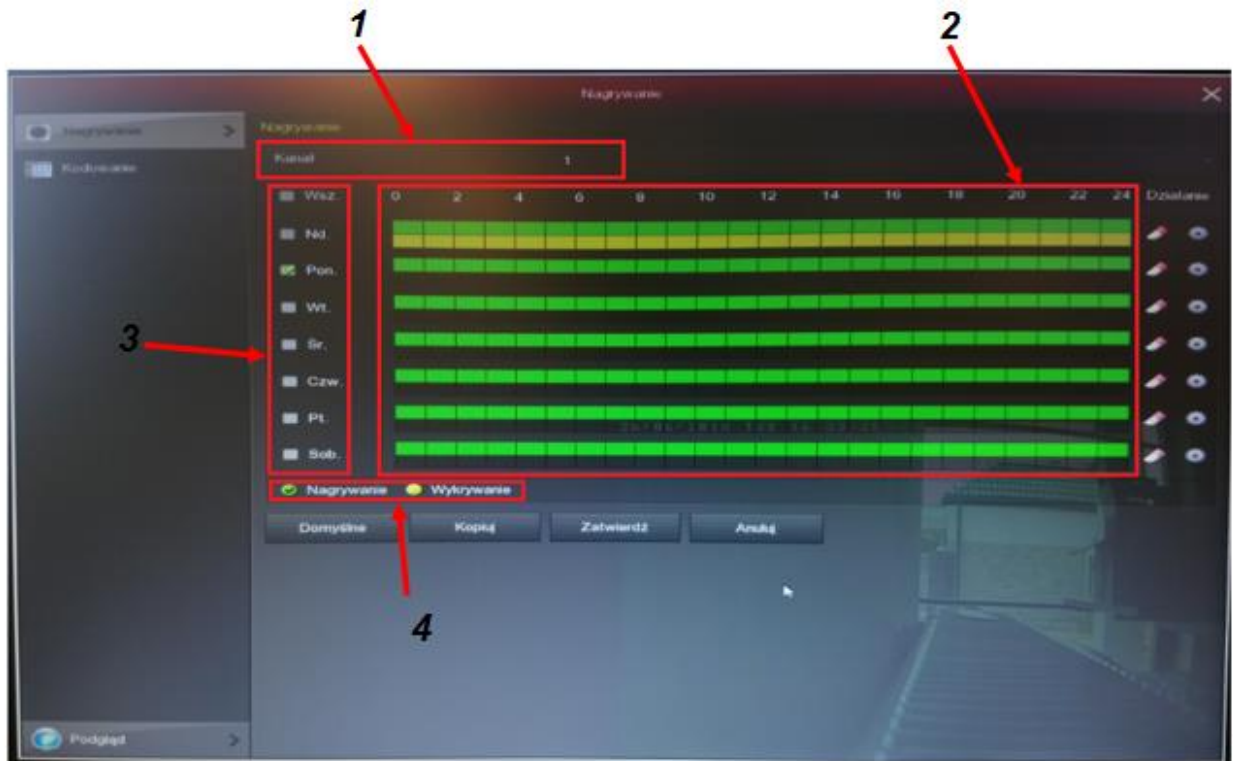 1 2
Nagrywanie
Nagrywanie
Nagrywanie
Kanał 1
Kodowanie
Wsz. 0 2 4 6 8 10 12 14 16 18 20 22 24 Działanie
Nd.
Pon.
Wt.
3 Śr.
Czw.
Pt.
Sob.
Nagrywanie Wykrywanie
Domyślne Kopiuj Zatwierdź Anuluj
4
Podgląd